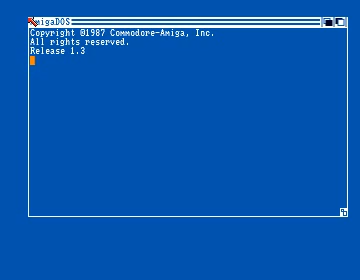 AmigaDOS
Copyright ©1987 Commodore-Amiga, Inc.
All rights reserved.
Release 1.3